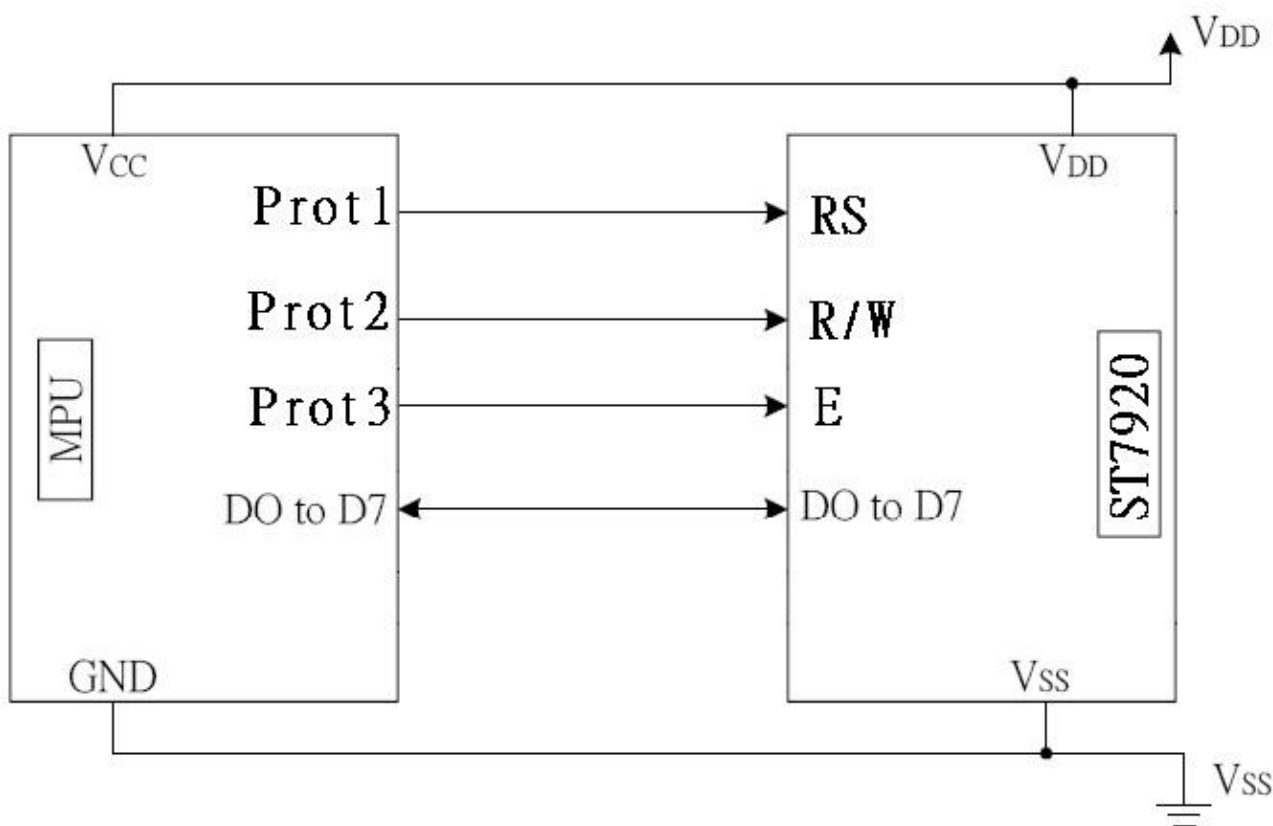 VDD
VCC
VDD
Prot1
RS
Prot2
R/W
MPU
Prot3
E
ST7920
DO to D7
DO to D7
GND
VSS
VSS